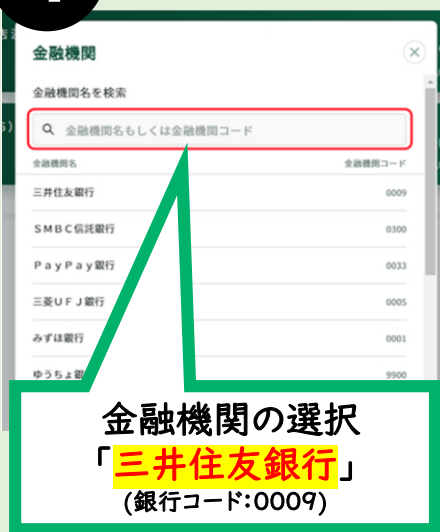 金融機関
金融機関名を検索
金融機関名もしくは金融機関コード
金融機関名 金融機関コード
三井住友銀行 0009
SMBC信託銀行 0300
PayPay銀行 0033
三菱UFJ銀行 0005
みずほ銀行 0001
ゆうちょ 9900
金融機関の選択
「三井住友銀行」
(銀行コード:0009)